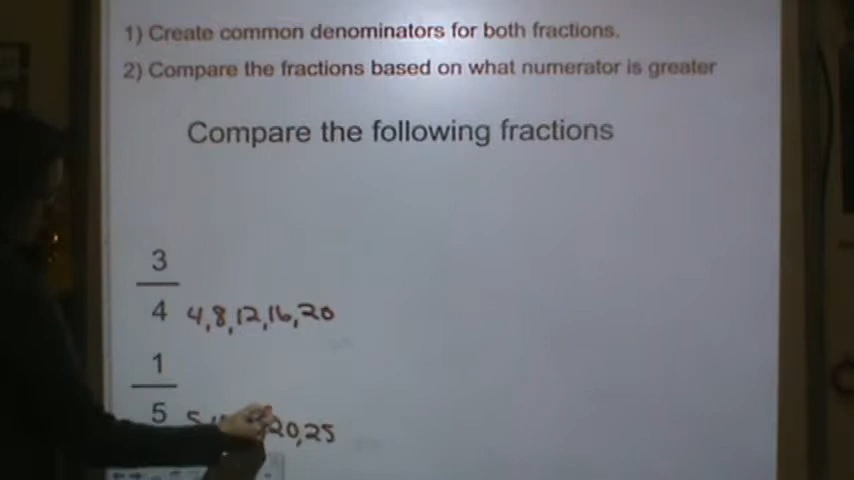 1) Create common denominators for both fractions.
2) Compare the fractions based on what numerator is greater
Compare the following fractions
3
4 4,8,12,16,20
1
5 5 20,25